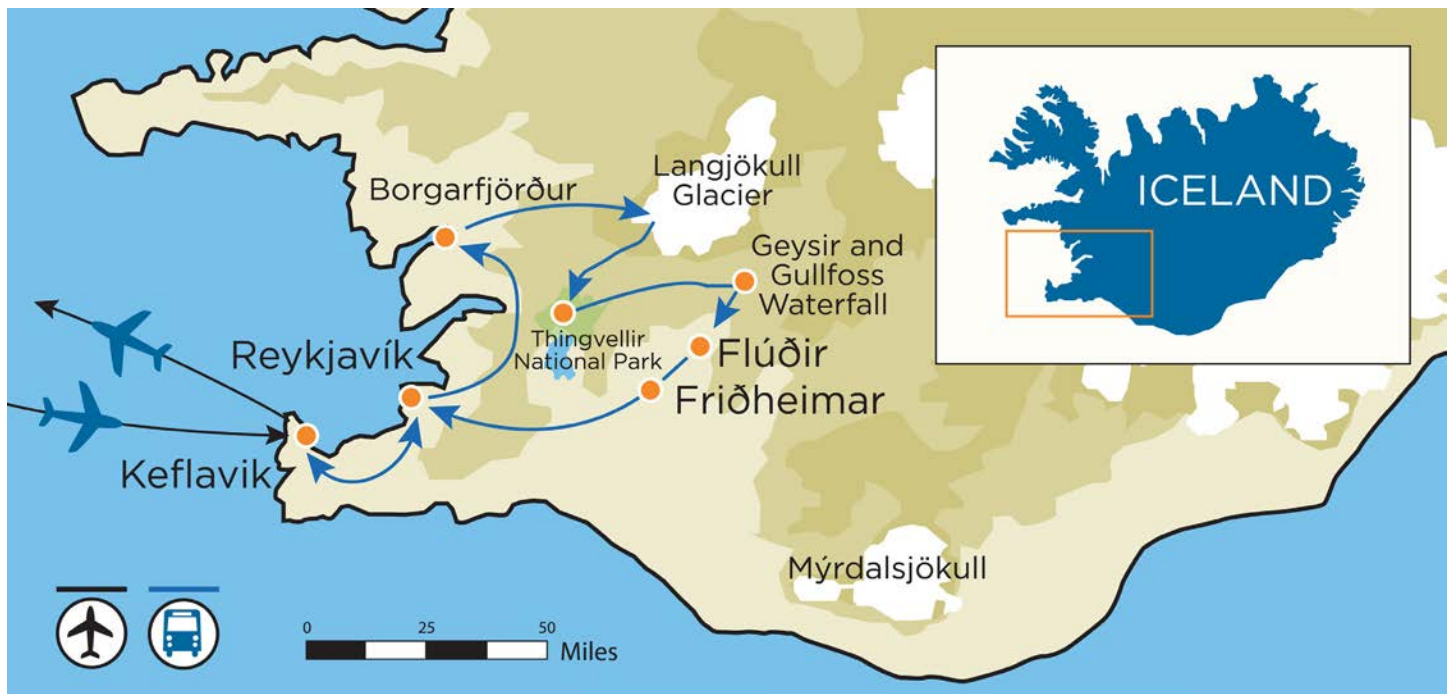 Borgarfjörður
Langjökull
Glacier
Geysir and
Gullfoss
Waterfall
ICELAND
Reykjavík
Thingvellir
National Park
Flúðir
Friðheimar
Keflavik
Mýrdalsjökull
0 25 50
Miles